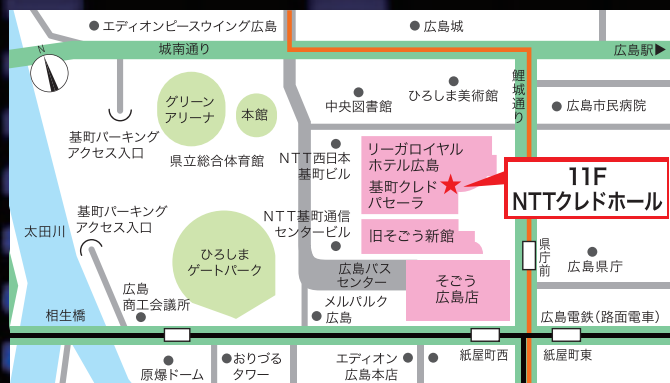 エディオンピースウイング広島
広島城
城南通り
広島駅▶
N
鯉城通り
グリーン
アリーナ
本館
中央図書館
ひろしま美術館
広島市民病院
基町パーキング
アクセス入口
県立総合体育館
NTT西日本
基町ビル
リーガロイヤル
ホテル広島
基町クレド
パセーラ
11F
NTTクレドホール
基町パーキング
アクセス入口
NTT基町通信
センタービル
旧そごう新館
太田川
ひろしま
ゲートパーク
広島バス
センター
そごう
広島店
県庁前
広島県庁
広島
商工会議所
メルパルク
広島
相生橋
広島電鉄(路面電車)
原爆ドーム
おりづる
タワー
エディオン
広島本店
紙屋町西
紙屋町東